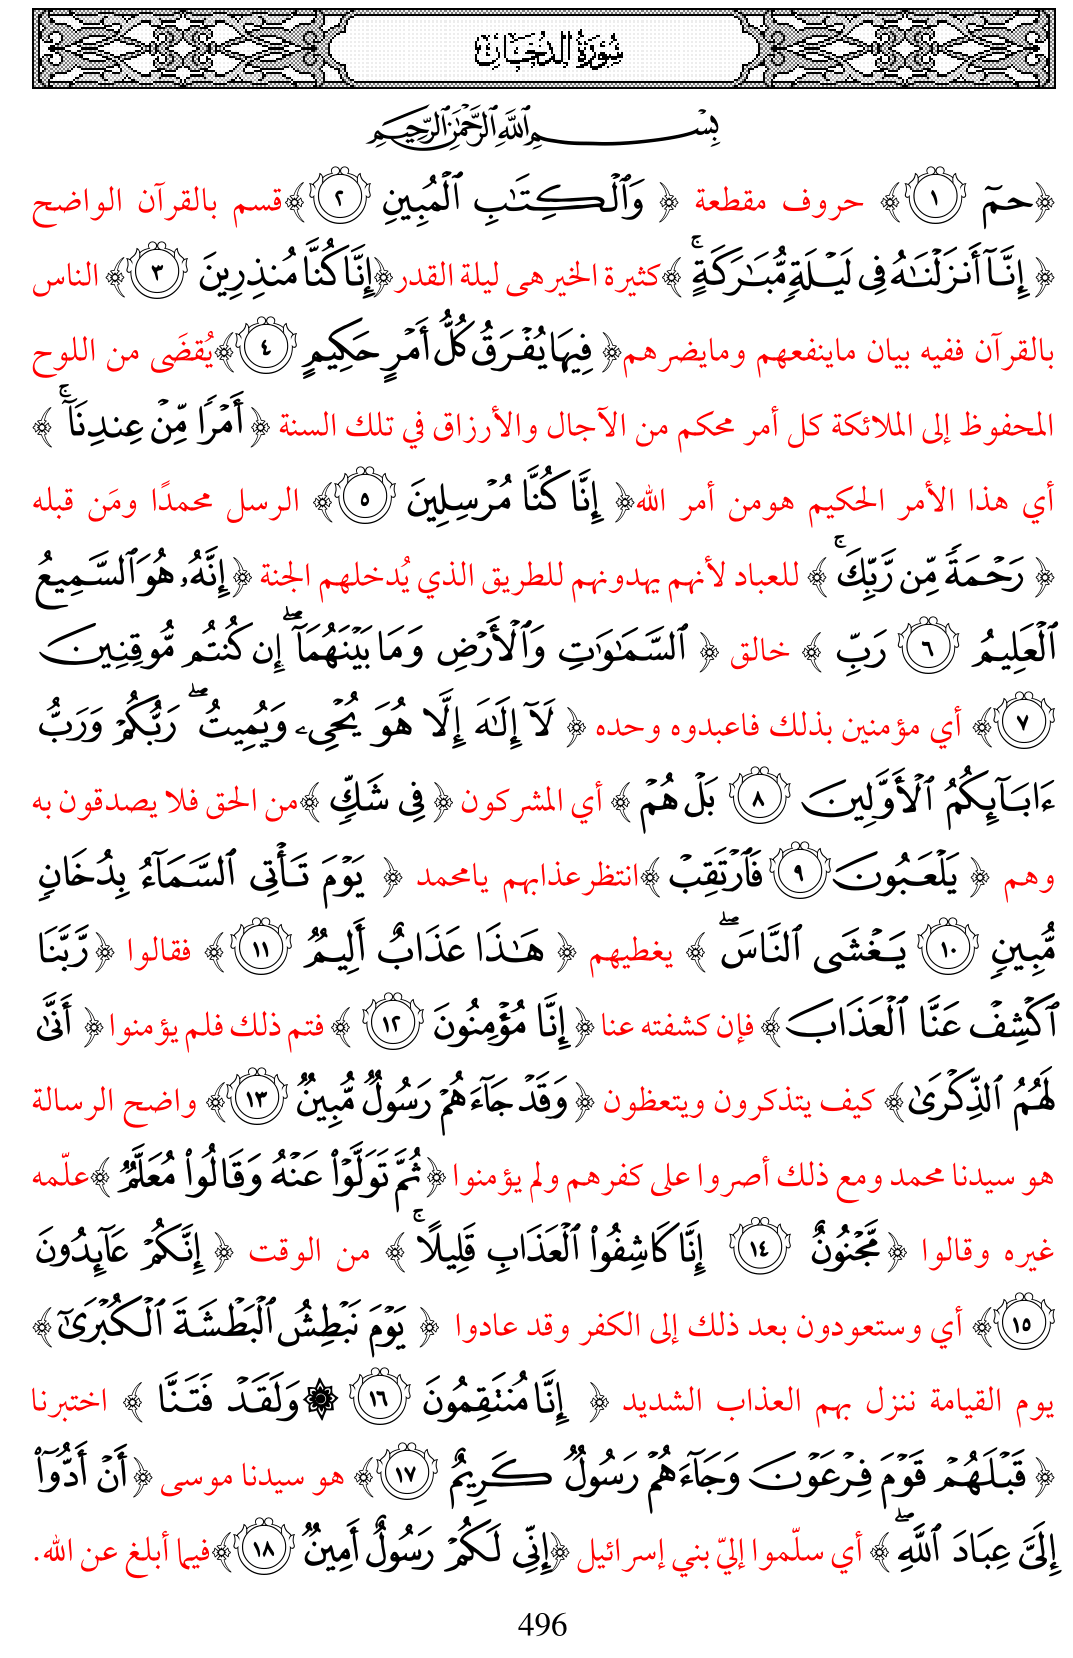 سُورَةُ الدُّخَانِ
بِسْمِ ٱللَّهِ ٱلرَّحْمَٰنِ ٱلرَّحِيمِ
﴿حمٓ ١﴾ حروف مقطعة ﴿ وَٱلْكِتَٰبِ ٱلْمُبِينِ ٢﴾قسم بالقرآن الواضح
﴿ إِنَّآ أَنزَلْنَٰهُ فِى لَيْلَةٍ مُّبَٰرَكَةٍ ۚ﴾كثيرة الخير هى ليلة القدر﴿إِنَّا كُنَّا مُنذِرِينَ ٣﴾ الناس
بالقرآن ففيه بيان ماينفعهم ومايضرهم﴿ فِيهَا يُفْرَقُ كُلُّ أَمْرٍ حَكِيمٍ ٤﴾يُقضَى من اللوح
المحفوظ إلى الملائكة كل أمر محكم من الآجال والأرزاق في تلك السنة ﴿ أَمْرًا مِّنْ عِندِنَآ ۚ ﴾
أي هذا الأمر الحكيم هومن أمر الله﴿ إِنَّا كُنَّا مُرْسِلِينَ ٥﴾ الرسل محمدًا ومَن قبله
﴿ رَحْمَةً مِّن رَّبِّكَ ۚ ﴾ للعباد لأنهم يهدونهم للطريق الذي يُدخلهم الجنة ﴿ إِنَّهُۥ هُوَ ٱلسَّمِيعُ
ٱلْعَلِيمُ ٦ رَبِّ ﴾ خالق ﴿ ٱلسَّمَٰوَٰتِ وَٱلْأَرْضِ وَمَا بَيْنَهُمَآ ۖ إِن كُنتُم مُّوقِنِينَ
٧﴾ أي مؤمنين بذلك فاعبدوه وحده ﴿ لَآ إِلَٰهَ إِلَّا هُوَ يُحْىِۦ وَيُمِيتُ ۖ رَبُّكُمْ وَرَبُّ
ءَابَآئِكُمُ ٱلْأَوَّلِينَ ٨ بَلْ هُمْ ﴾ أي المشركون ﴿ فِى شَكٍّ ﴾من الحق فلا يصدقون به
وهم ﴿ يَلْعَبُونَ ٩ فَٱرْتَقِبْ ﴾انتظرعذابهم يامحمد ﴿ يَوْمَ تَأْتِى ٱلسَّمَآءُ بِدُخَانٍ
مُّبِينٍ ١٠ يَغْشَى ٱلنَّاسَ ۖ ﴾ يغطيهم ﴿ هَٰذَا عَذَابٌ أَلِيمٌ ١١﴾ فقالوا ﴿ رَّبَّنَا
ٱكْشِفْ عَنَّا ٱلْعَذَابَ﴾ فإن كشفته عنا﴿ إِنَّا مُؤْمِنُونَ ١٢ ﴾ فتم ذلك فلم يؤمنوا﴿ أَنَّىٰ
لَهُمُ ٱلذِّكْرَىٰ﴾ كيف يتذكرون ويتعظون ﴿ وَقَدْ جَآءَهُمْ رَسُولٌ مُّبِينٌ ١٣﴾ واضح الرسالة
هو سيدنا محمد ومع ذلك أصروا على كفرهم ولم يؤمنوا﴿ ثُمَّ تَوَلَّوْا۟ عَنْهُ وَقَالُوا۟ مُعَلَّمٌ ﴾علّمه
غيره وقالوا ﴿ مَّجْنُونٌ ١٤ إِنَّا كَاشِفُوا۟ ٱلْعَذَابِ قَلِيلًا ۚ ﴾ من الوقت ﴿ إِنَّكُمْ عَآئِدُونَ
١٥﴾ أي وستعودون بعد ذلك إلى الكفر وقد عادوا ﴿ يَوْمَ نَبْطِشُ ٱلْبَطْشَةَ ٱلْكُبْرَىٰٓ ﴾
يوم القيامة ننزل بهم العذاب الشديد ﴿ إِنَّا مُنتَقِمُونَ ١٦ ۞ وَلَقَدْ فَتَنَّا ﴾ اختبرنا
﴿ قَبْلَهُمْ قَوْمَ فِرْعَوْنَ وَجَآءَهُمْ رَسُولٌ كَرِيمٌ ١٧﴾ هو سيدنا موسى ﴿ أَنْ أَدُّوٓا۟
إِلَىَّ عِبَادَ ٱللَّهِ ۖ ﴾ أي سلّموا إليّ بني إسرائيل ﴿إِنِّى لَكُمْ رَسُولٌ أَمِينٌ ١٨﴾فيما أبلغ عن الله.
496